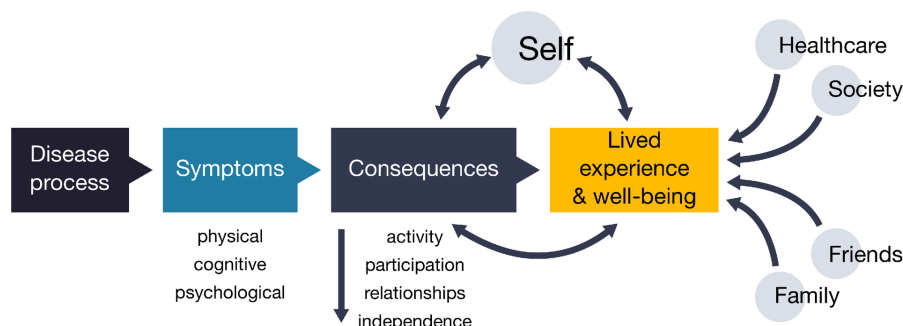 Self
Healthcare
Society
Disease
process
Symptoms
Consequences
Lived
experience
& well-being
physical
cognitive
psychological
activity
participation
relationships
independence
Friends
Family